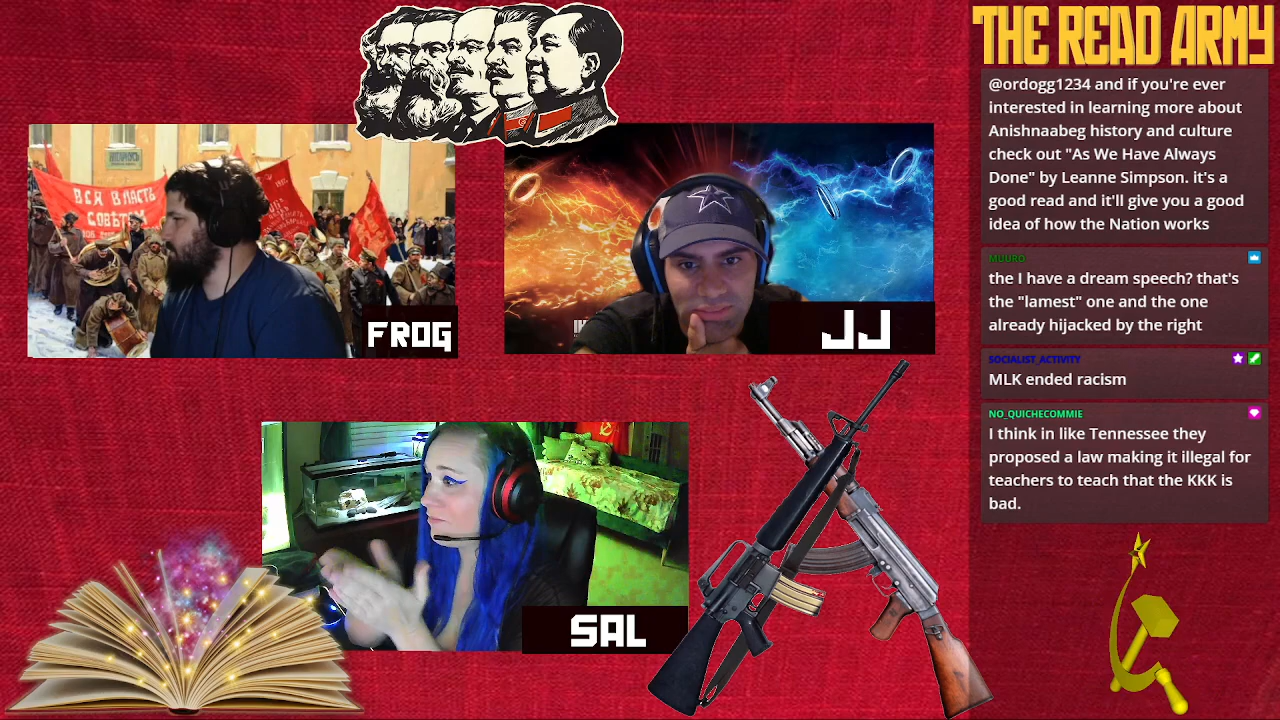 THE READ ARMY
@ordogg1234 and if you're ever
interested in learning more about
Anishnaabeg history and culture
check out "As We Have Always
Done" by Leanne Simpson. it's a
good read and it'll give you a good
idea of how the Nation works
MUURO
the I have a dream speech? that's
the "lamest" one and the one
already hijacked by the right
SOCIALIST_ACTIVITY
MLK ended racism
NO_QUICHECOMMIE
I think in like Tennessee they
proposed a law making it illegal for
teachers to teach that the KKK is
bad.
ВСЯ ВЛАСТЬ
СОВѢТАМ
FROG
JJ
SAL